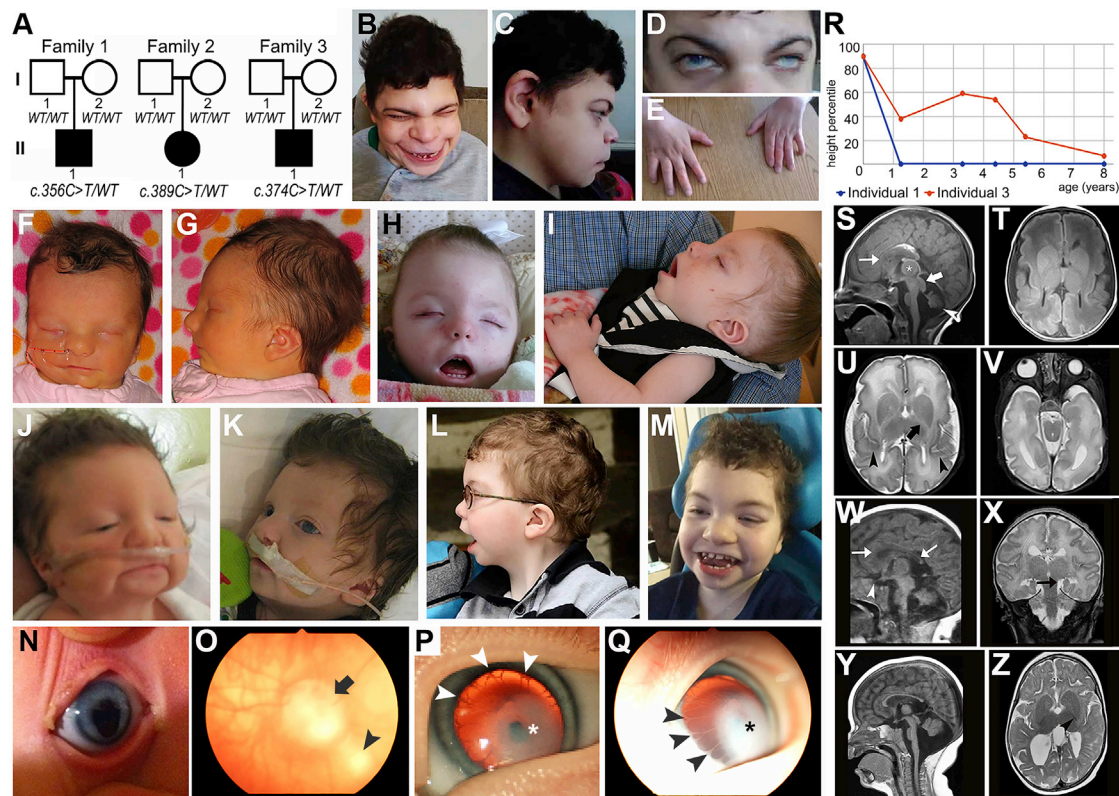 A
Family 1
Family 2
Family 3
I
1
2
1
2
1
2
WT/WT WT/WT
WT/WT WT/WT
WT/WT WT/WT
II
1
1
1
c.356C>T/WT
c.389C>T/WT
c.374C>T/WT
B
C
D
E
R
100
80
60
40
20
0
height percentile
0 1 2 3 4 5 6 7 8
age (years)
Individual 1
Individual 3
F
G
H
I
S
*
T
U
V
J
K
L
M
W
X
N
O
P
*
Q
*
Y
Z